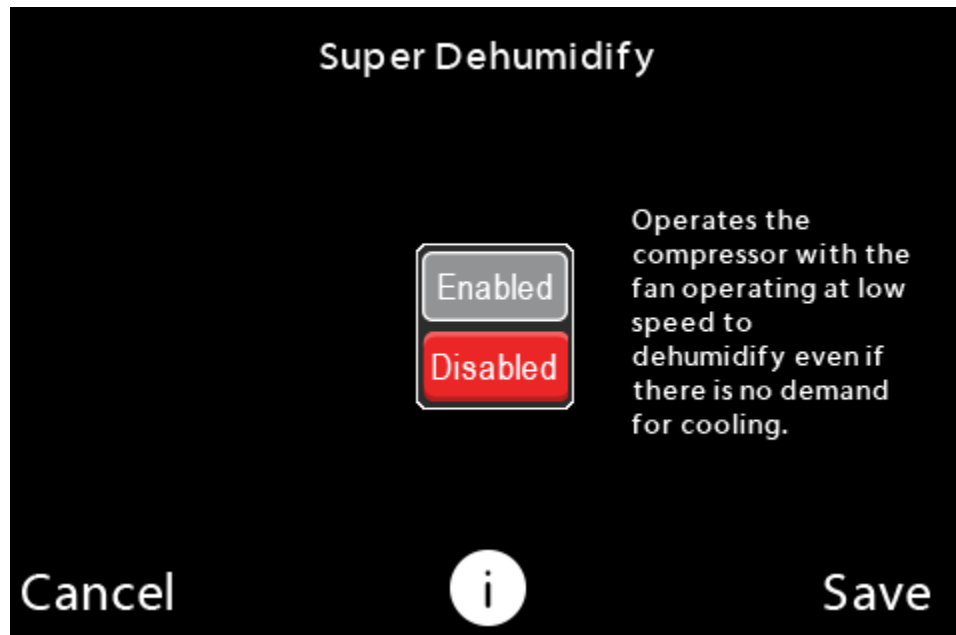 Super Dehumidify
Enabled
Disabled
Operates the
compressor with the
fan operating at low
speed to
dehumidify even if
there is no demand
for cooling.
Cancel
i
Save